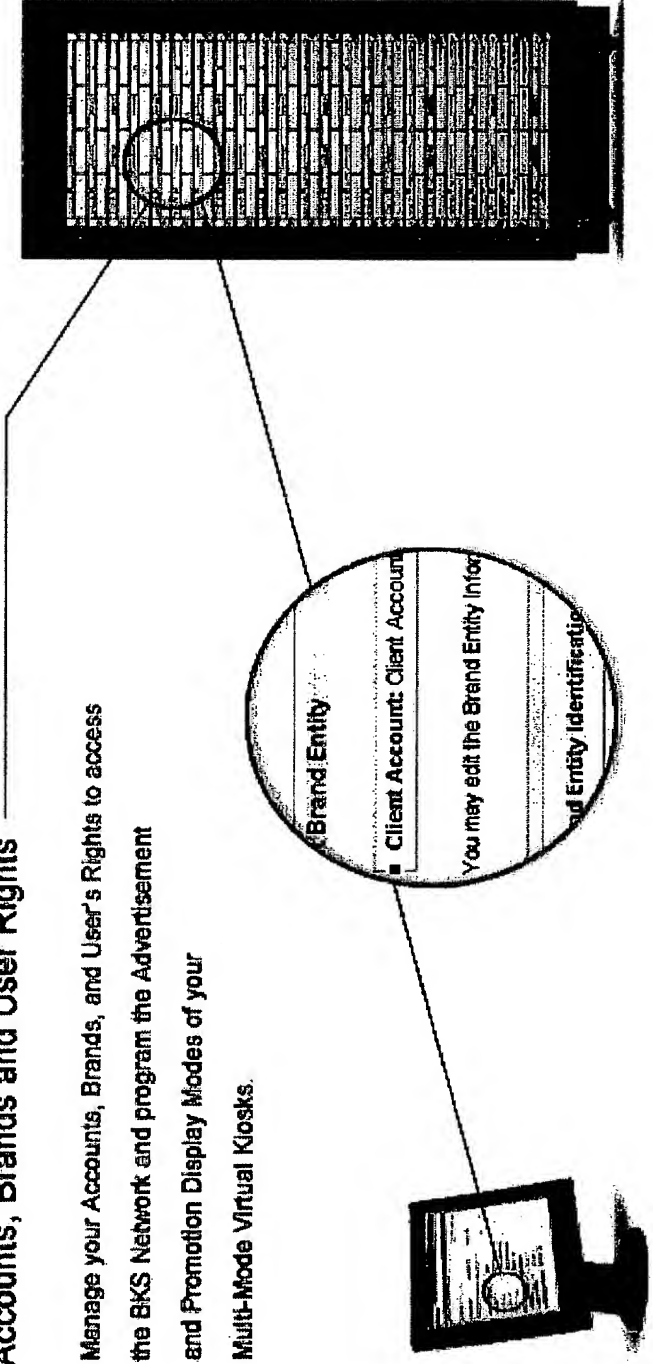 Accounts, Brands and User Rights
Manage your Accounts, Brands, and User's Rights to access
the BKS Network and program the Advertisement
and Promotion Display Modes of your
Multi-Mode Virtual Kiosks.
Brand Entity
■ Client Account: Client Accoun
You may edit the Brand Entity Infor
nd Entity Identificatio